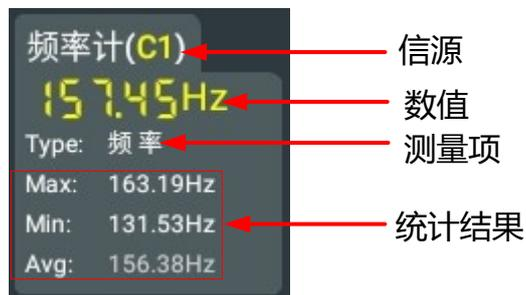 频率计(C1)
信源
157.45Hz
数值
Type: 频率
测量项
Max: 163.19Hz
Min: 131.53Hz
统计结果
Avg: 156.38Hz